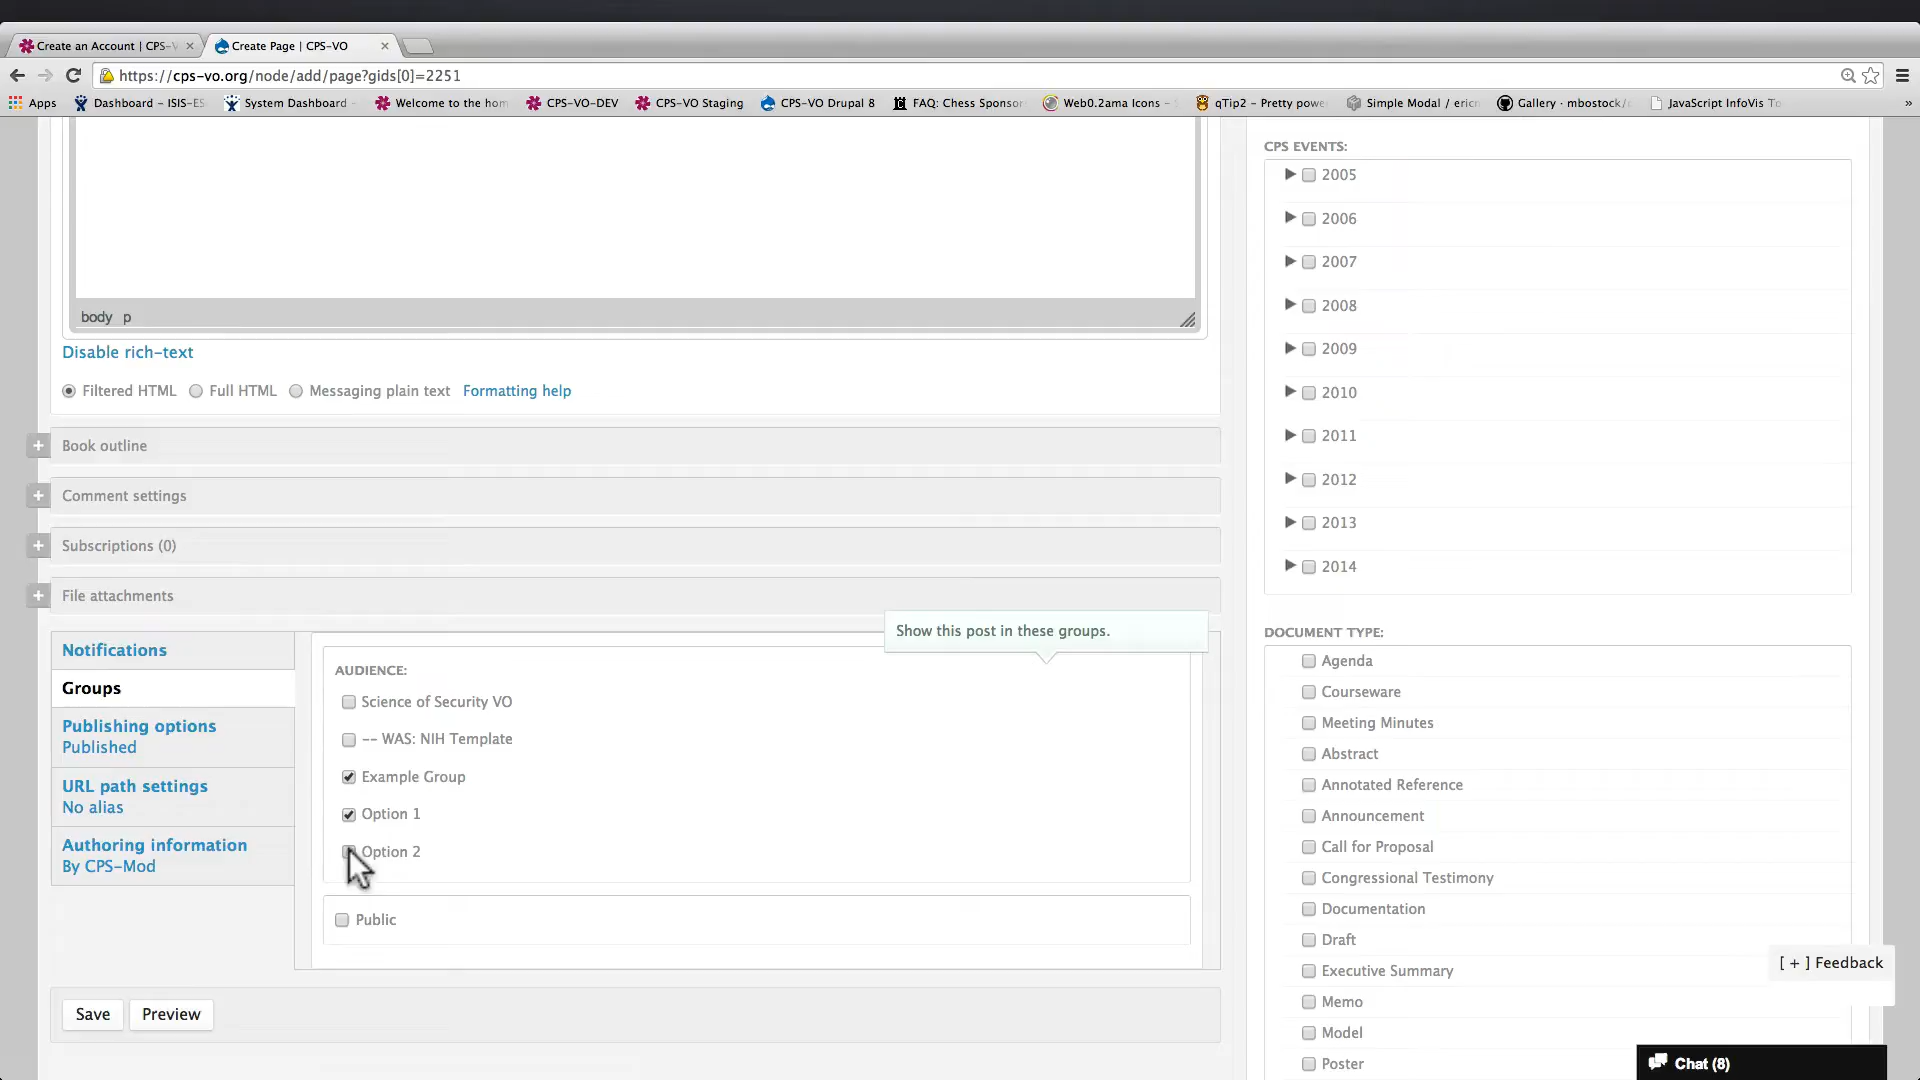 Create an Account | CPS-V
Create Page | CPS-VO
https://cps-vo.org/node/add/page?gids[0]=2251
Apps
Dashboard – ISIS-ES
System Dashboard -
Welcome to the hom
CPS-VO-DEV
CPS-VO Staging
CPS-VO Drupal 8
FAQ: Chess Sponsor
Web0.2ama Icons –
qTip2 – Pretty powe
Simple Modal / eric
Gallery · mbostock/
JavaScript InfoVis To
»
body p
Disable rich-text
Filtered HTML Full HTML Messaging plain text Formatting help
+ Book outline
+ Comment settings
+ Subscriptions (0)
+ File attachments
Show this post in these groups.
Notifications
Groups
Publishing options
Published
URL path settings
No alias
Authoring information
By CPS-Mod
AUDIENCE:
Science of Security VO
-- WAS: NIH Template
Example Group
Option 1
Option 2
Public
Save Preview
CPS EVENTS:
2005
2006
2007
2008
2009
2010
2011
2012
2013
2014
DOCUMENT TYPE:
Agenda
Courseware
Meeting Minutes
Abstract
Annotated Reference
Announcement
Call for Proposal
Congressional Testimony
Documentation
Draft
Executive Summary
Memo
Model
Poster
[ + ] Feedback
Chat (8)